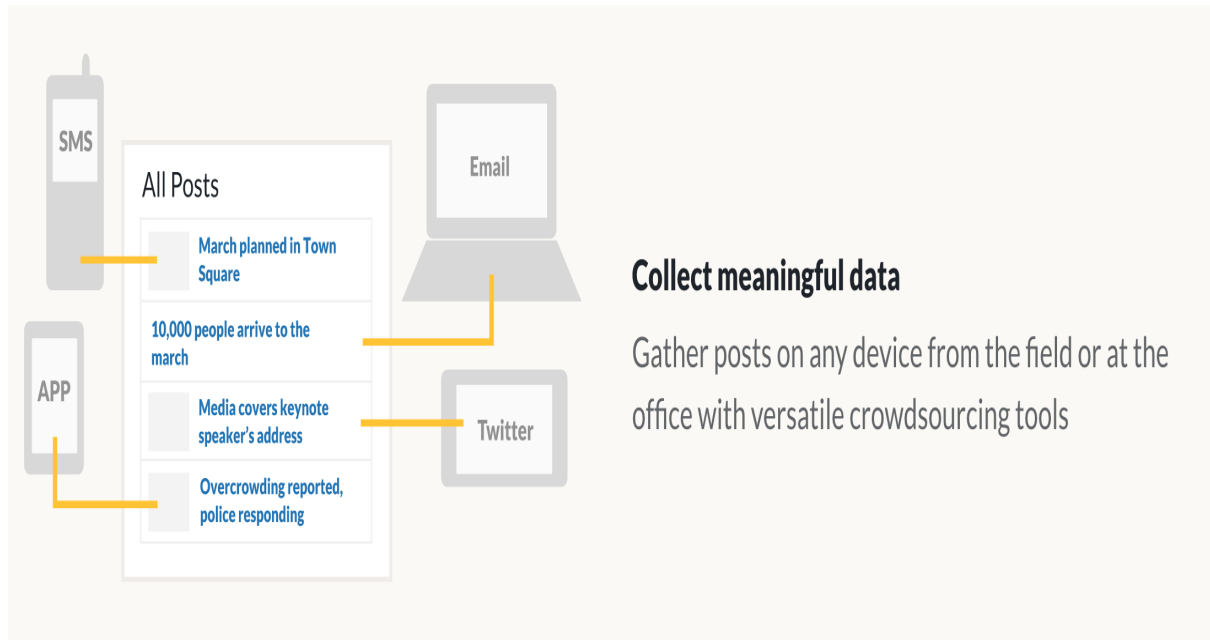 SMS
All Posts
March planned in Town
Square
10,000 people arrive to the
march
Media covers keynote
speaker’s address
Overcrowding reported,
police responding
APP
Email
Twitter
Collect meaningful data
Gather posts on any device from the field or at the
office with versatile crowdsourcing tools